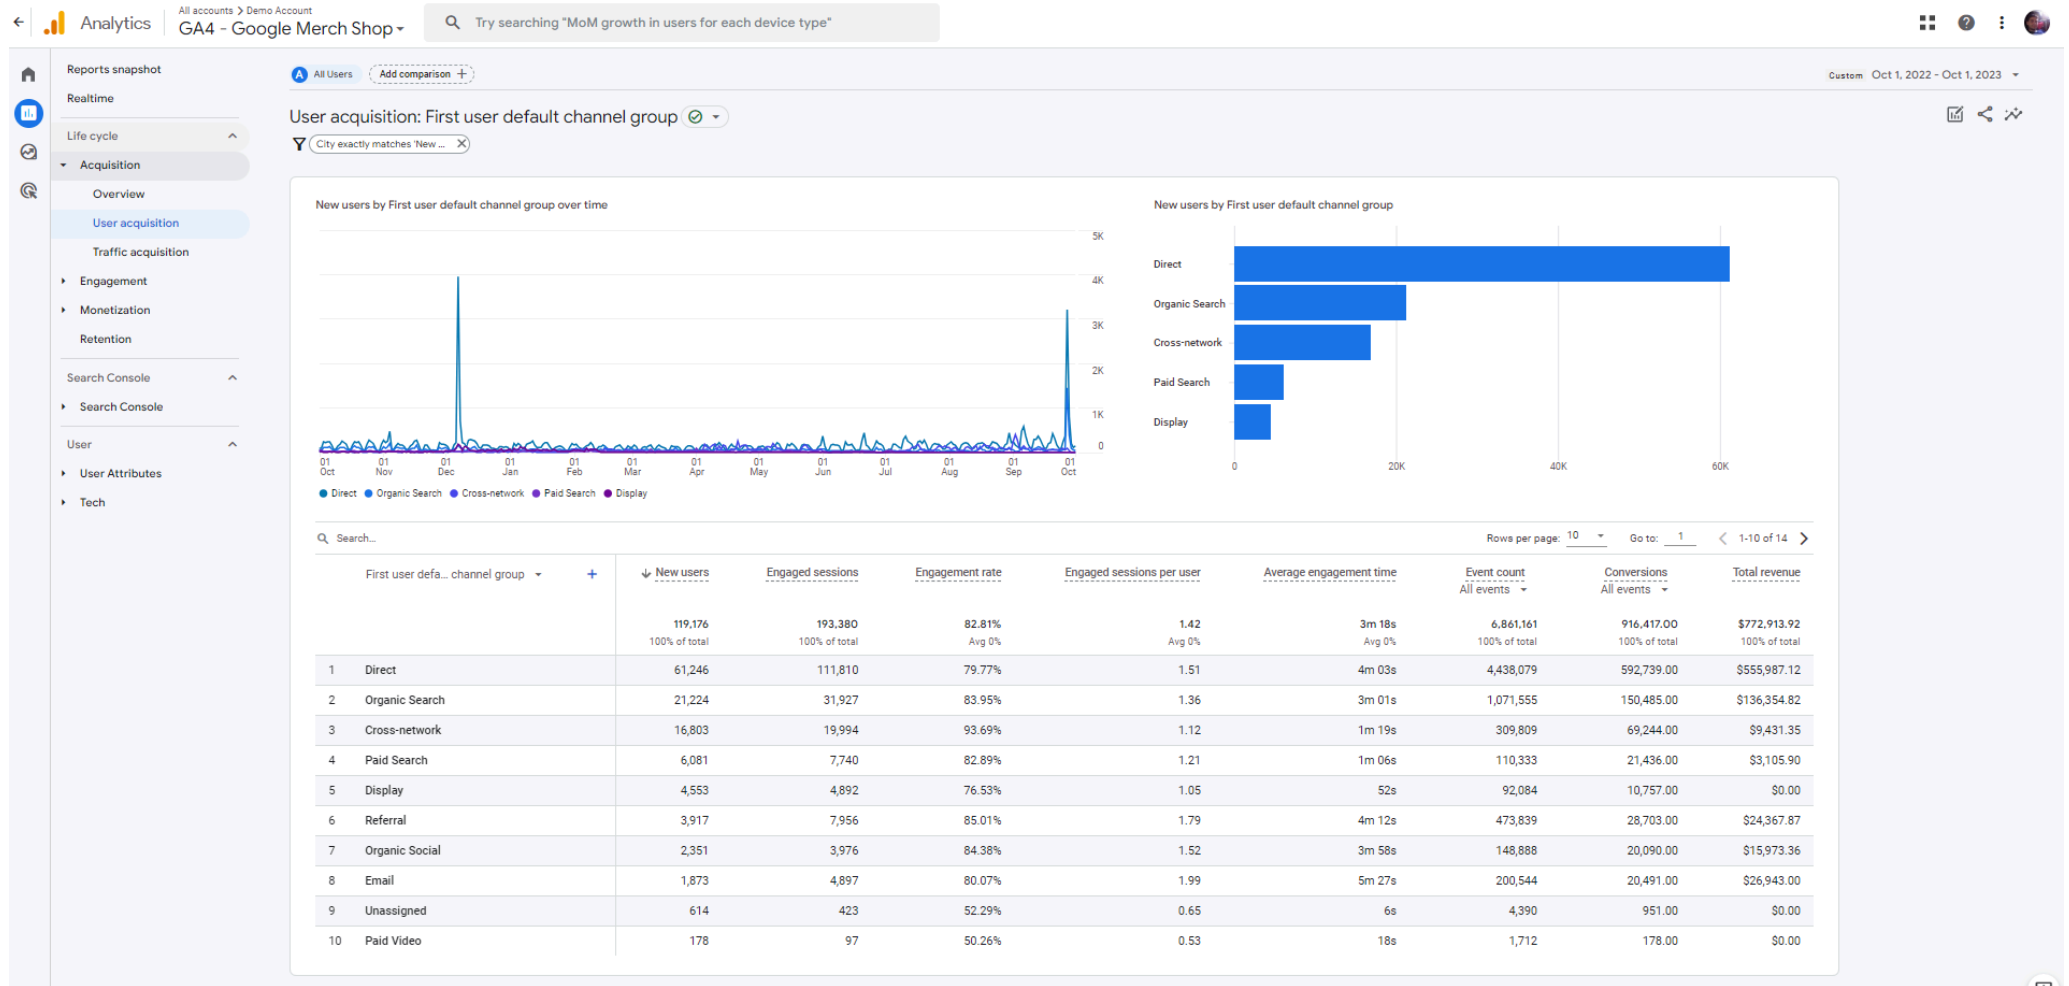 All accounts > Demo Account
Analytics
GA4 - Google Merch Shop
Try searching "MoM growth in users for each device type"
Reports snapshot
Realtime
Life cycle
Acquisition
Overview
User acquisition
Traffic acquisition
Engagement
Monetization
Retention
Search Console
Search Console
User
User Attributes
Tech
A All Users
Add comparison +
Custom Oct 1, 2022 - Oct 1, 2023
User acquisition: First user default channel group
City exactly matches 'New ...
New users by First user default channel group over time
5K
4K
3K
2K
1K
0
01 Oct
01 Nov
01 Dec
01 Jan
01 Feb
01 Mar
01 Apr
01 May
01 Jun
01 Jul
01 Aug
01 Sep
01 Oct
Direct Organic Search Cross-network Paid Search Display
New users by First user default channel group
Direct
Organic Search
Cross-network
Paid Search
Display
0 20K 40K 60K
Search...
Rows per page: 10 Go to: 1 1-10 of 14
First user defa... channel group + New users Engaged sessions Engagement rate Engaged sessions per user Average engagement time Event count Conversions Total revenue
All events All events
119,176 193,380 82.81% 1.42 3m 18s 6,861,161 916,417.00 $772,913.92
100% of total 100% of total Avg 0% Avg 0% Avg 0% 100% of total 100% of total 100% of total
1 Direct 61,246 111,810 79.77% 1.51 4m 03s 4,438,079 592,739.00 $555,987.12
2 Organic Search 21,224 31,927 83.95% 1.36 3m 01s 1,071,555 150,485.00 $136,354.82
3 Cross-network 16,803 19,994 93.69% 1.12 1m 19s 309,809 69,244.00 $9,431.35
4 Paid Search 6,081 7,740 82.89% 1.21 1m 06s 110,333 21,436.00 $3,105.90
5 Display 4,553 4,892 76.53% 1.05 52s 92,084 10,757.00 $0.00
6 Referral 3,917 7,956 85.01% 1.79 4m 12s 473,839 28,703.00 $24,367.87
7 Organic Social 2,351 3,976 84.38% 1.52 3m 58s 148,888 20,090.00 $15,973.36
8 Email 1,873 4,897 80.07% 1.99 5m 27s 200,544 20,491.00 $26,943.00
9 Unassigned 614 423 52.29% 0.65 6s 4,390 951.00 $0.00
10 Paid Video 178 97 50.26% 0.53 18s 1,712 178.00 $0.00